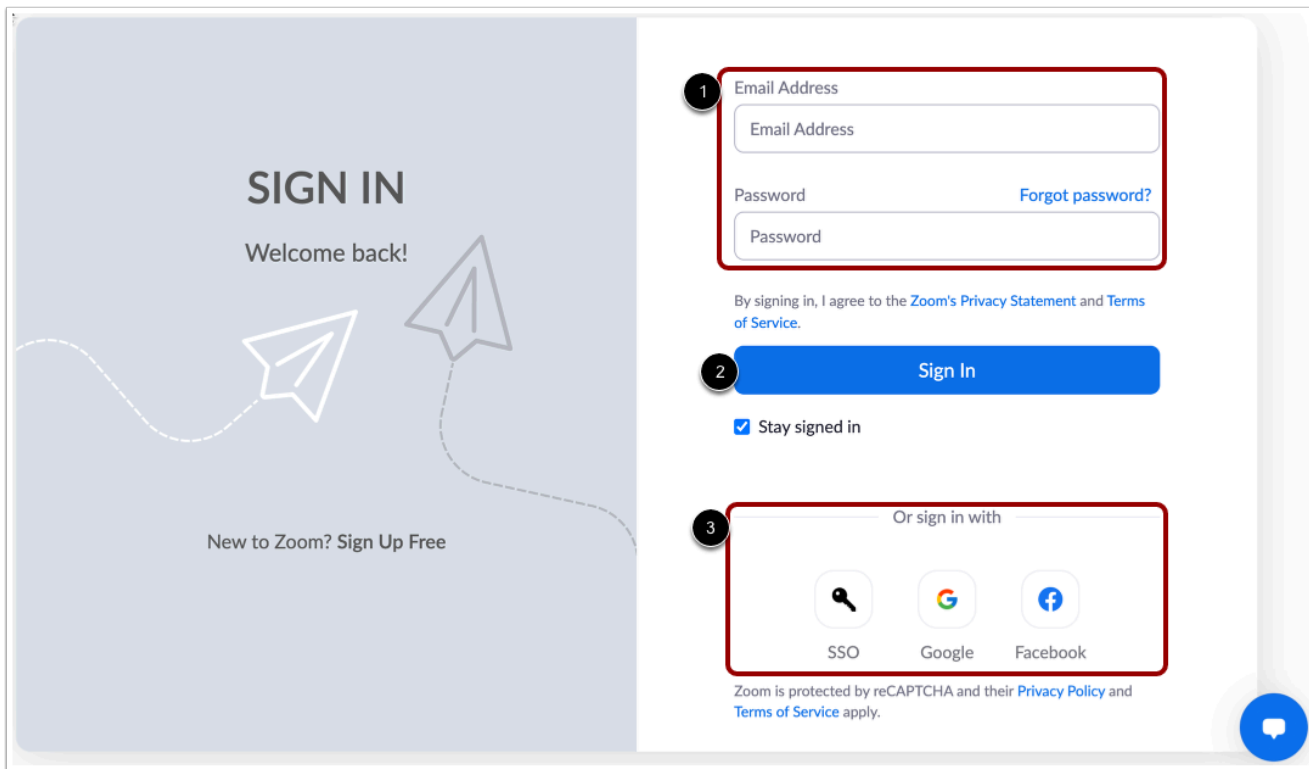 SIGN IN
Welcome back!
New to Zoom? Sign Up Free
1
Email Address
Email Address
Password Forgot password?
Password
By signing in, I agree to the Zoom's Privacy Statement and Terms
of Service.
2
Sign In
Stay signed in
3
Or sign in with
SSO Google Facebook
Zoom is protected by reCAPTCHA and their Privacy Policy and
Terms of Service apply.